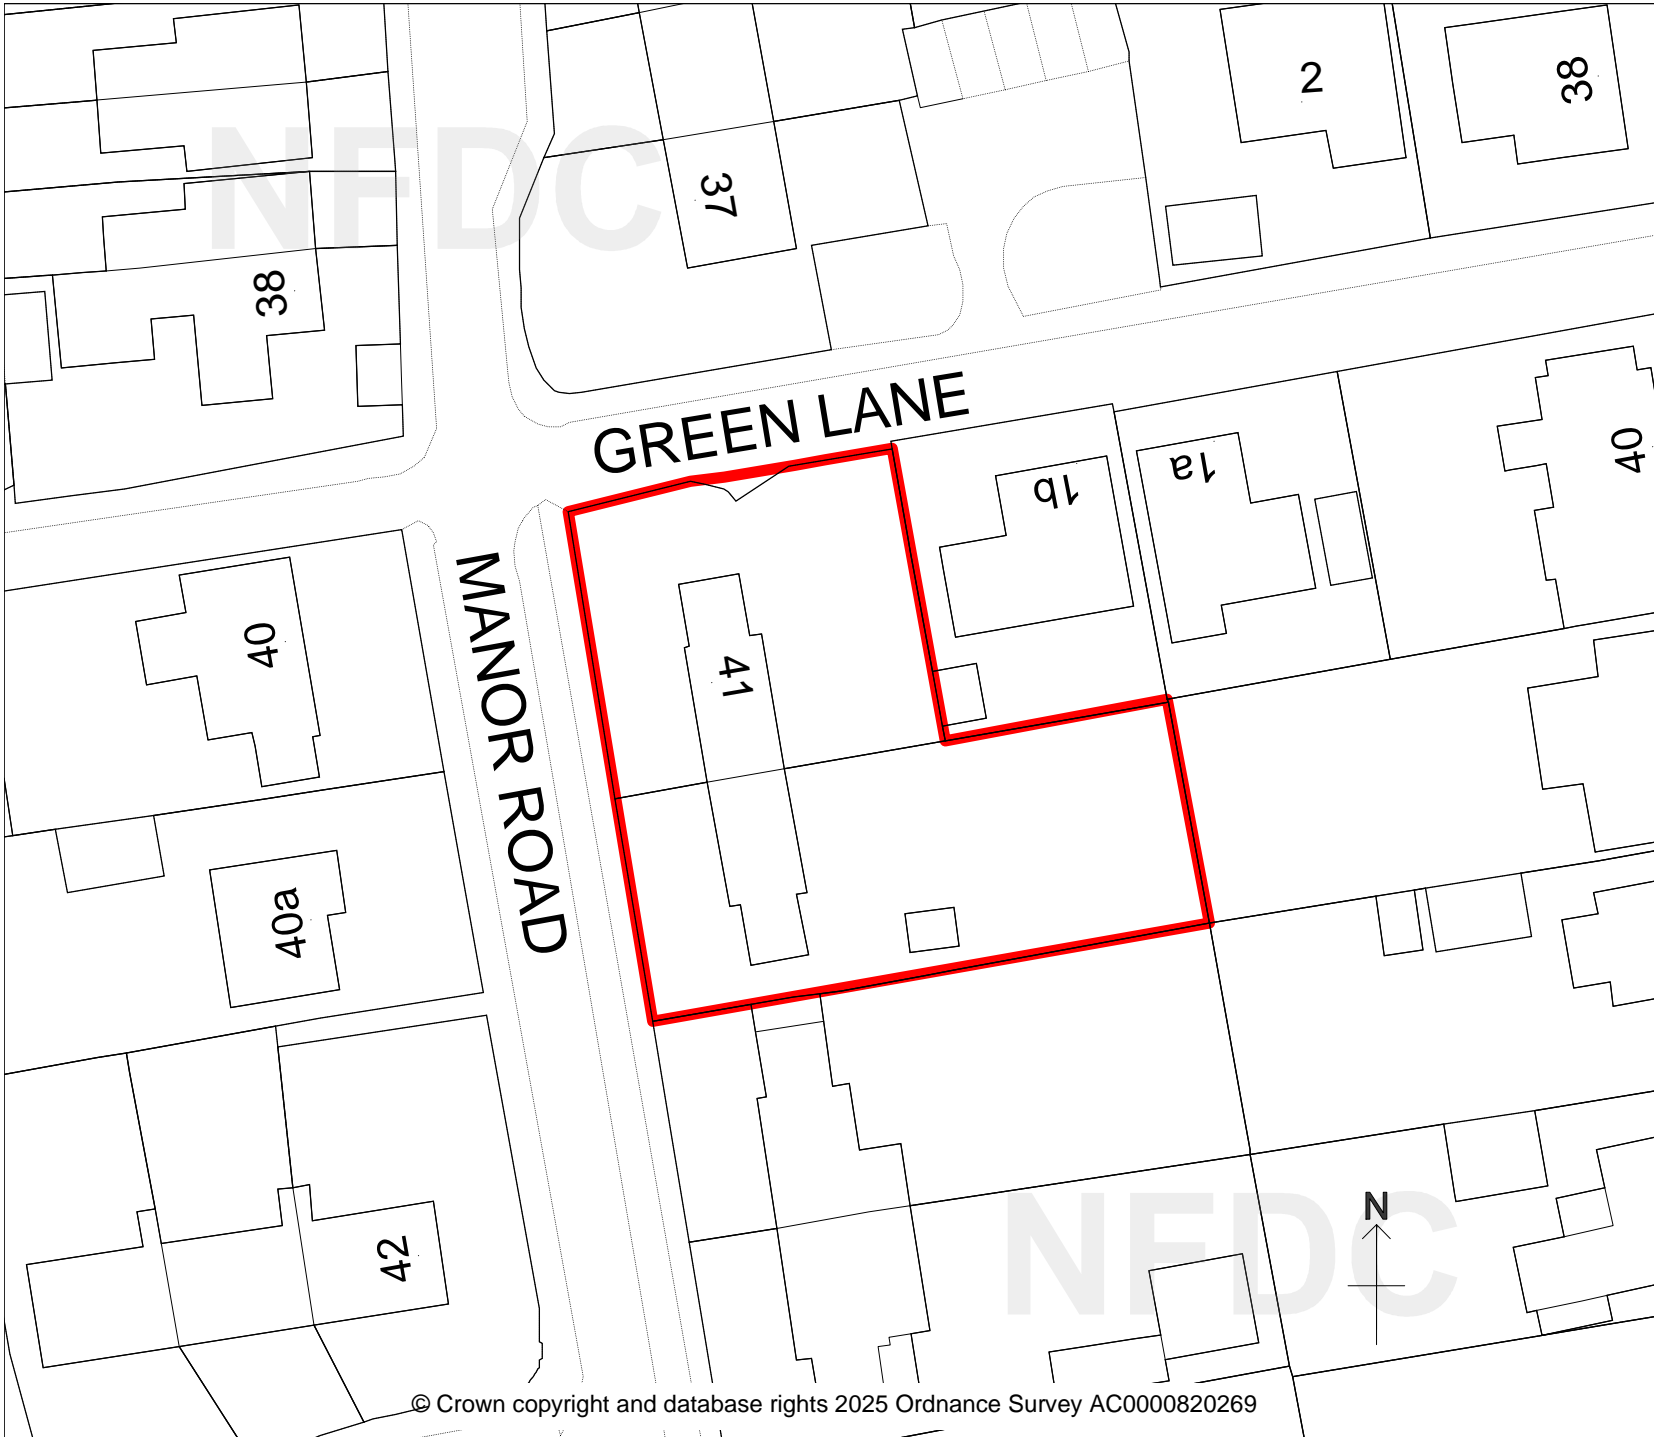 2
38
NFDC
37
38
GREEN LANE
1b
1a
40
MANOR ROAD
40
41
40a
42
NFDC
N
© Crown copyright and database rights 2025 Ordnance Survey AC0000820269